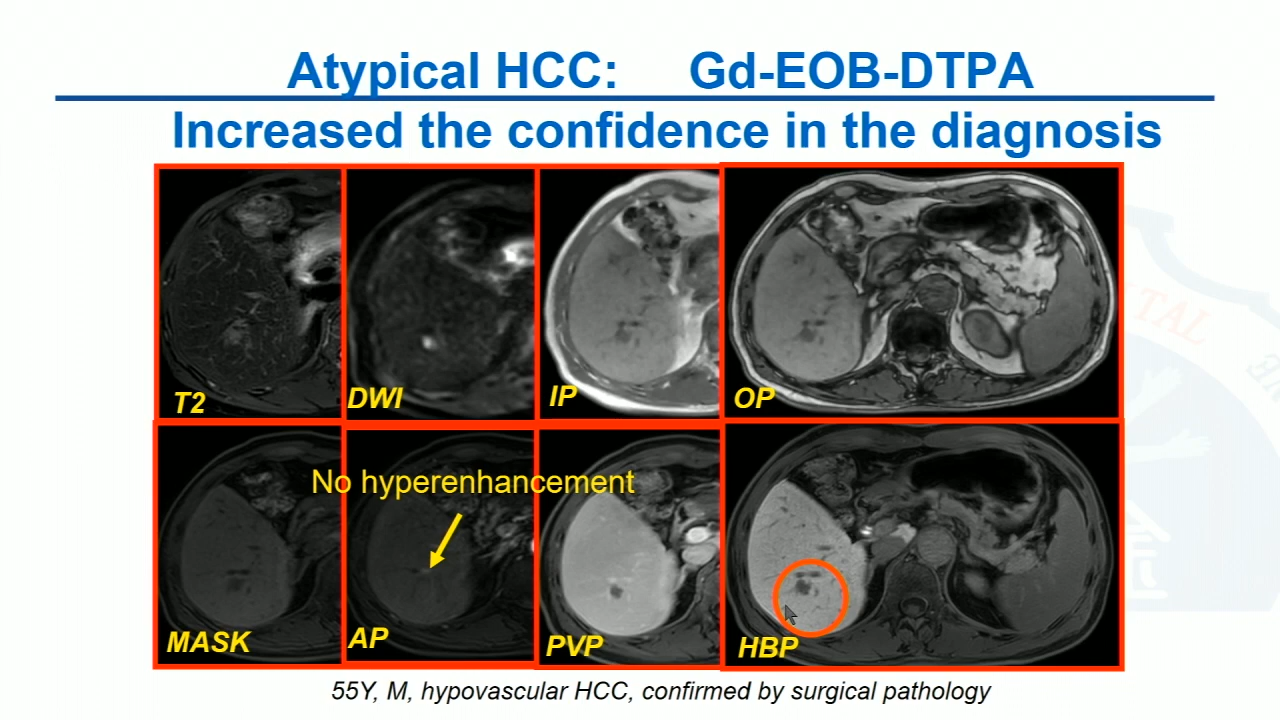 Atypical HCC: Gd-EOB-DTPA
Increased the confidence in the diagnosis
T2
DWI
IP
OP
No hyperenhancement
MASK
AP
PVP
HBP
55Y, M, hypovascular HCC, confirmed by surgical pathology